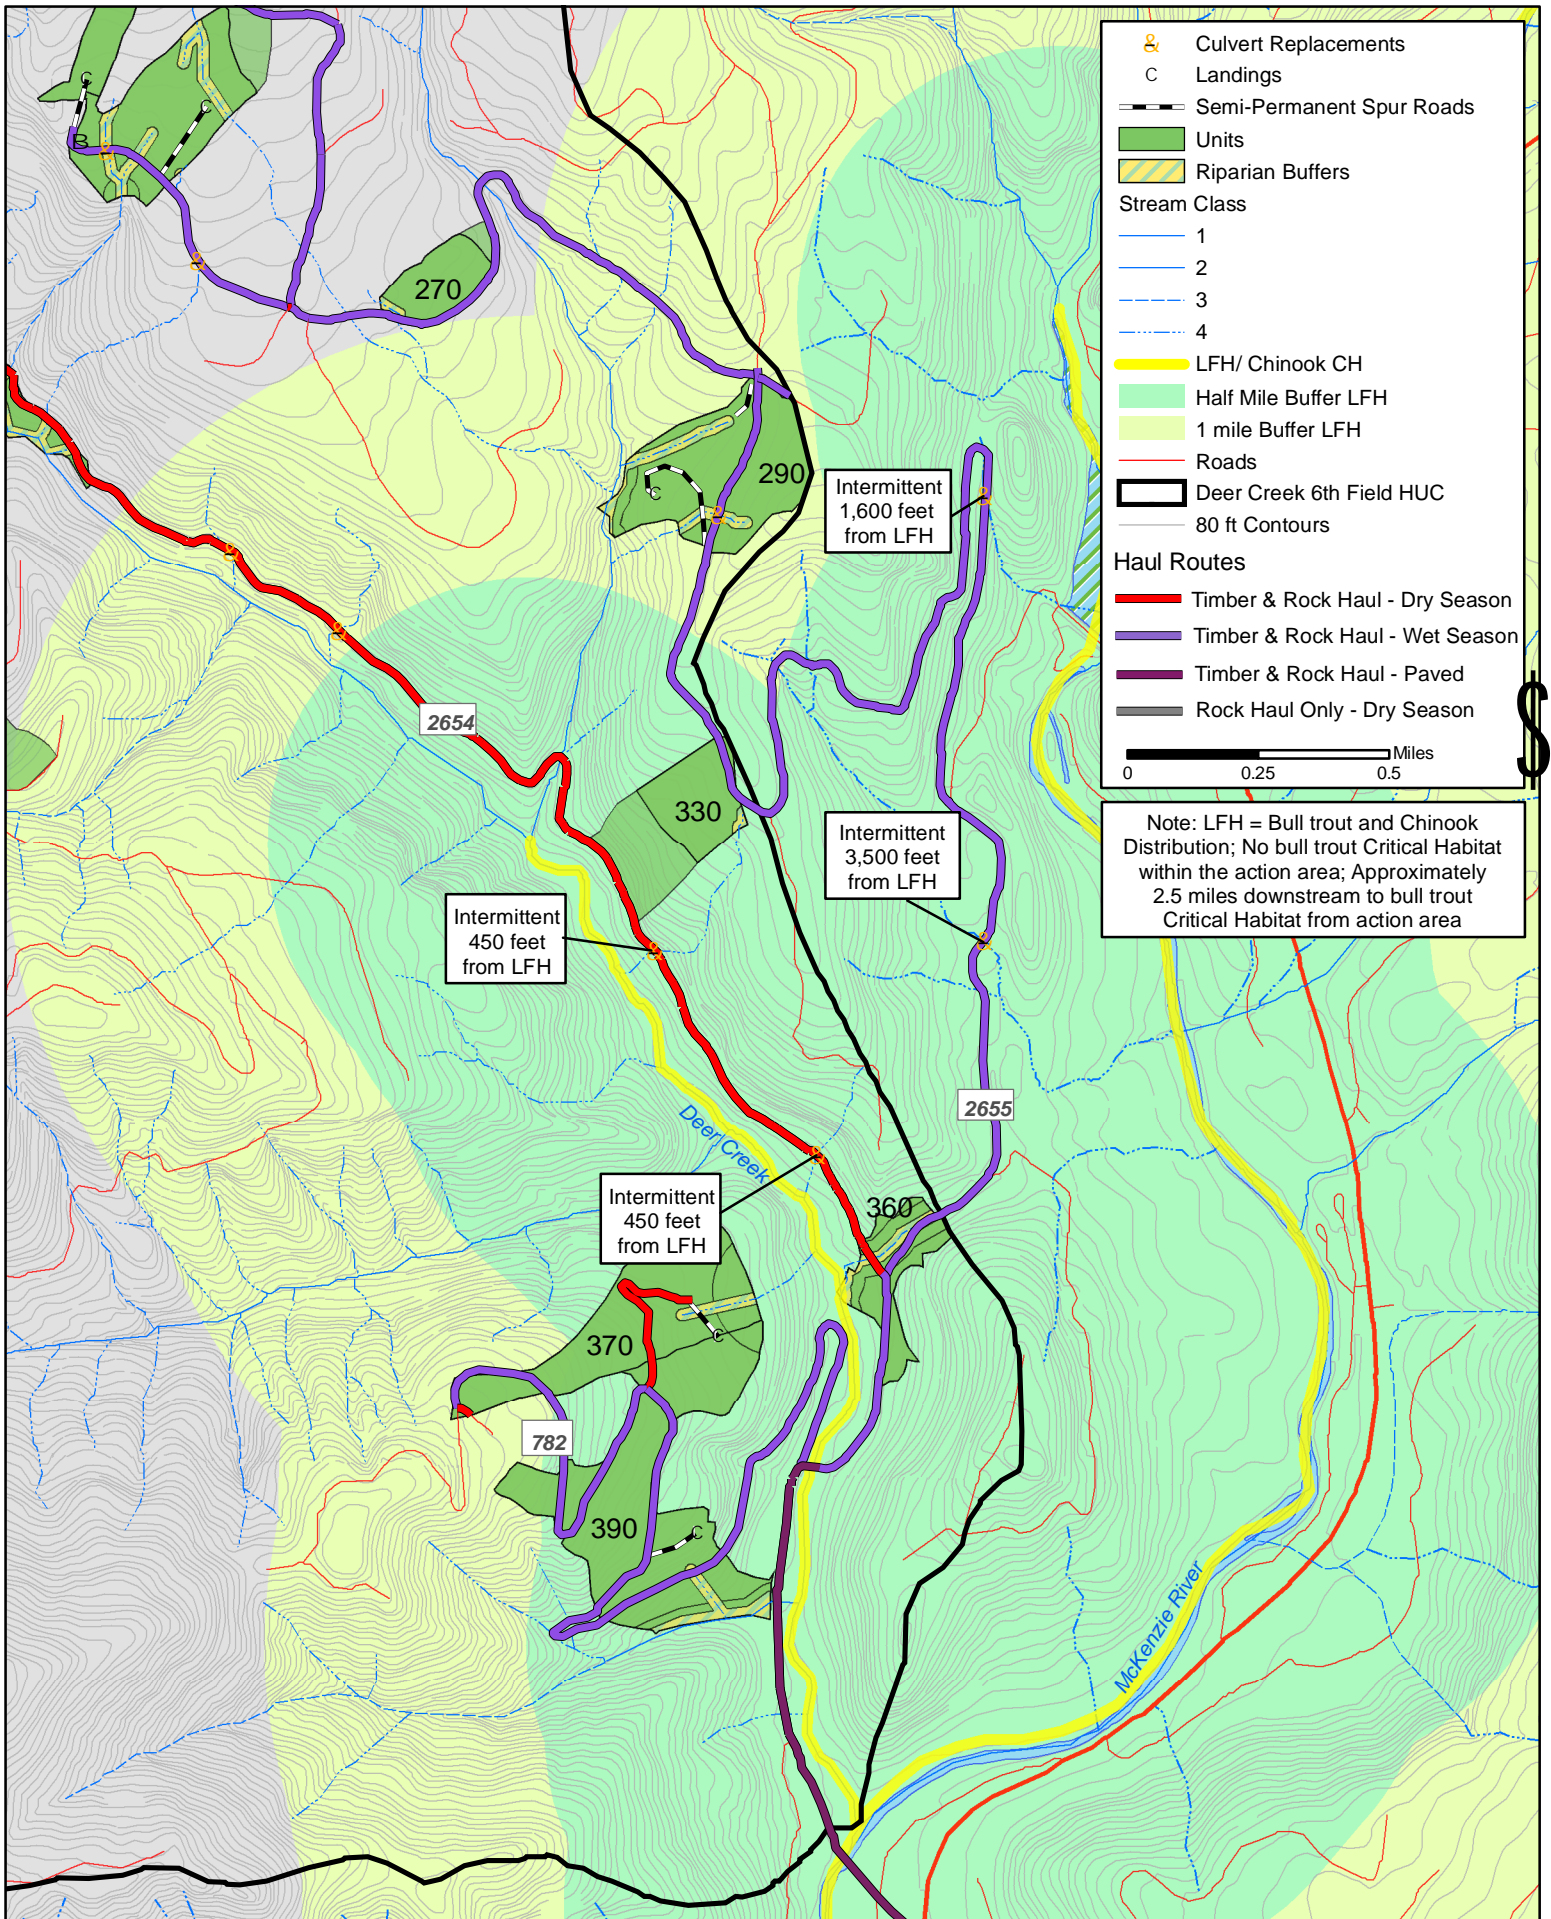 &
Culvert Replacements
C
Landings
Semi-Permanent Spur Roads
Units
Riparian Buffers
Stream Class
1
2
3
4
LFH/ Chinook CH
Half Mile Buffer LFH
1 mile Buffer LFH
Roads
Deer Creek 6th Field HUC
80 ft Contours
Haul Routes
Timber & Rock Haul - Dry Season
Timber & Rock Haul - Wet Season
Timber & Rock Haul - Paved
Rock Haul Only - Dry Season
Miles
0 0.25 0.5
$
Note: LFH = Bull trout and Chinook
Distribution; No bull trout Critical Habitat
within the action area; Approximately
2.5 miles downstream to bull trout
Critical Habitat from action area
C
C
B
&
&
270
290
C
&
Intermittent
1,600 feet
from LFH
&
&
&
2654
330
Intermittent
3,500 feet
from LFH
&
Intermittent
450 feet
from LFH
&
2655
Deer Creek
&
Intermittent
450 feet
from LFH
360
370
C
782
390
C
McKenzie River